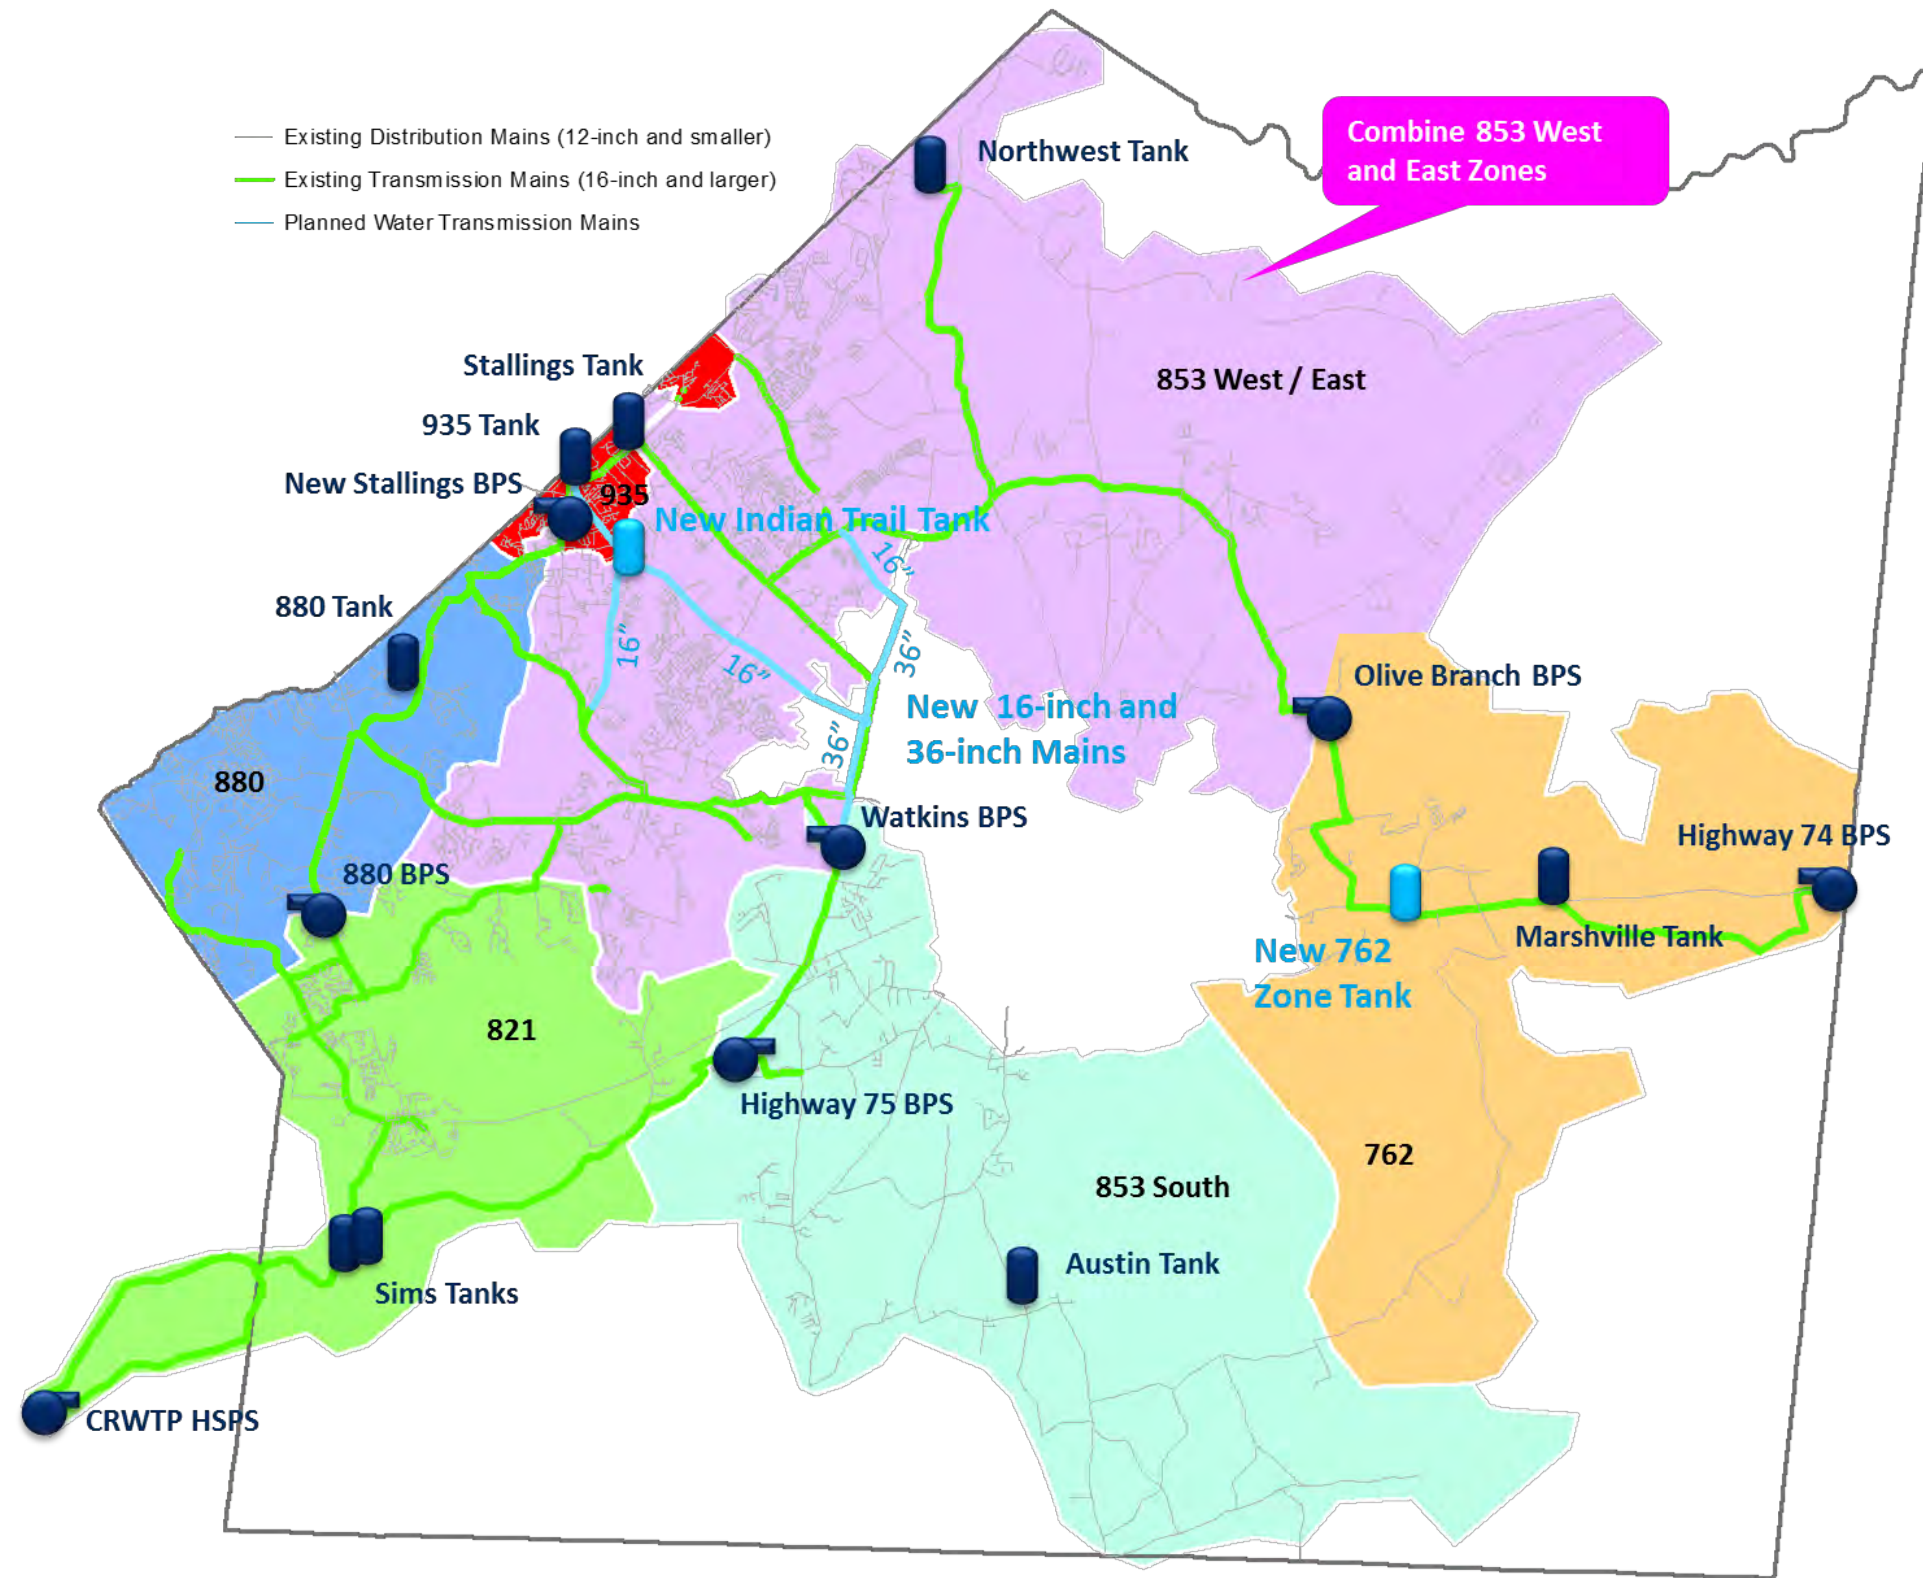 Existing Distribution Mains (12-inch and smaller)
Existing Transmission Mains (16-inch and larger)
Planned Water Transmission Mains
Northwest Tank
Combine 853 West
and East Zones
Stallings Tank
853 West / East
935 Tank
New Stallings BPS
935
New Indian Trail Tank
16”
880 Tank
16”
16”
36”
Olive Branch BPS
New 16-inch and
36-inch Mains
36”
880
Watkins BPS
Highway 74 BPS
880 BPS
Marshville Tank
New 762
Zone Tank
821
Highway 75 BPS
762
853 South
Austin Tank
Sims Tanks
CRWTP HSPS